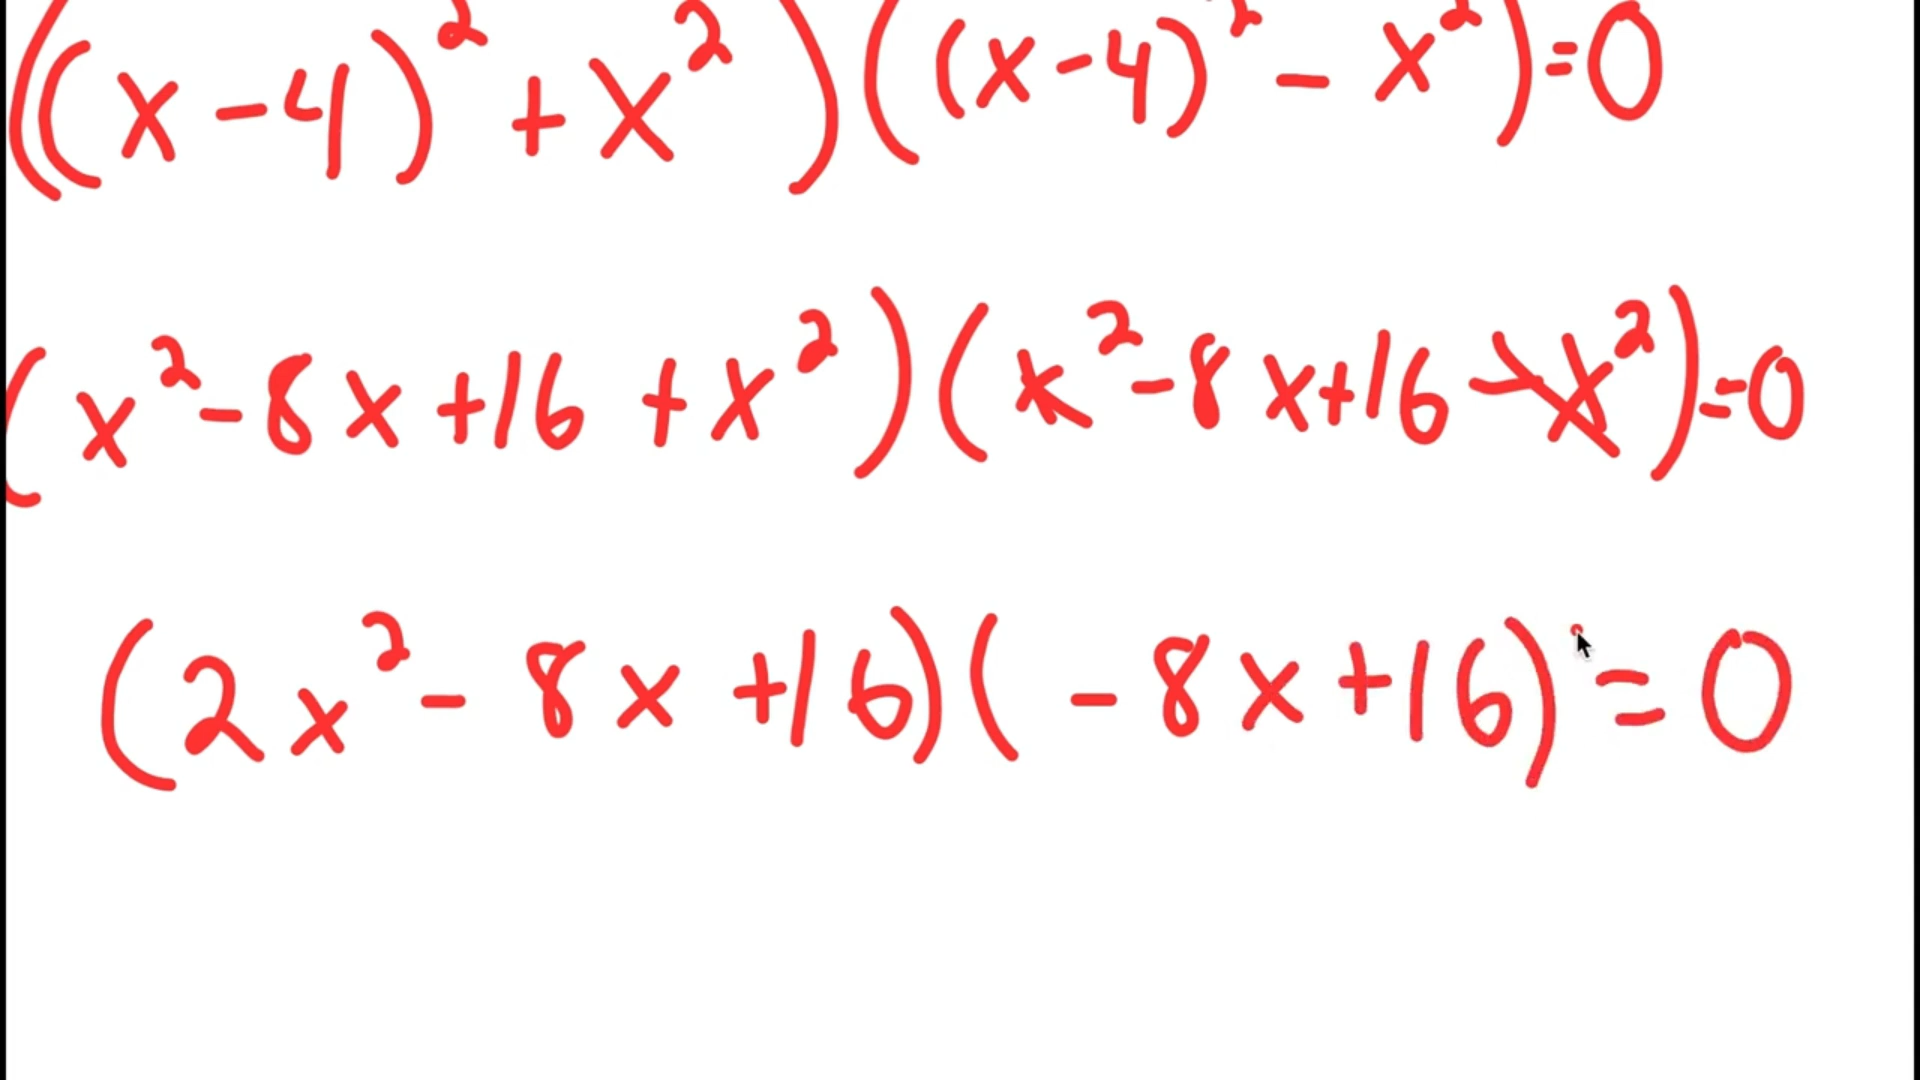 ((x-4)²+x²)((x-4)²-x²)=0
(x²-8x+16+x²)(x²-8x+16-x²)=0
(2x²-8x+16)(-8x+16)=0